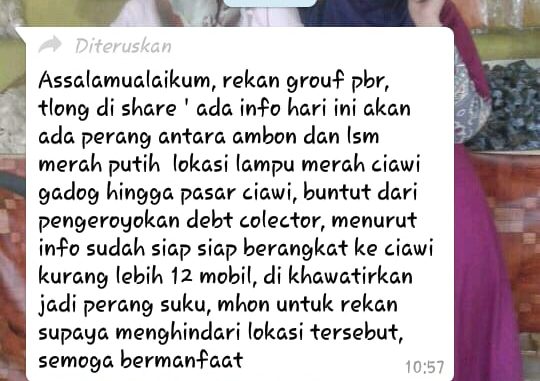 Diteruskan
Assalamualaikum, rekan grouf pbr,
tlong di share ' ada info hari ini akan
ada perang antara ambon dan lsm
merah putih lokasi lampu merah ciawi
gadog hingga pasar ciawi, buntut dari
pengeroyokan debt colector, menurut
info sudah siap siap berangkat ke ciawi
kurang lebih 12 mobil, di khawatirkan
jadi perang suku, mhon untuk rekan
supaya menghindari lokasi tersebut,
semoga bermanfaat
10:57